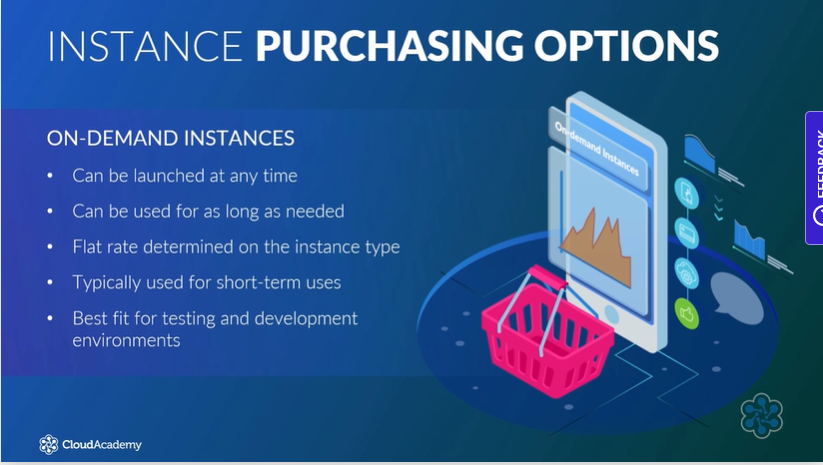 INSTANCE PURCHASING OPTIONS
ON-DEMAND INSTANCES
• Can be launched at any time
• Can be used for as long as needed
• Flat rate determined on the instance type
• Typically used for short-term uses
• Best fit for testing and development
environments
On-demand Instances
FEEDBACK
CloudAcademy